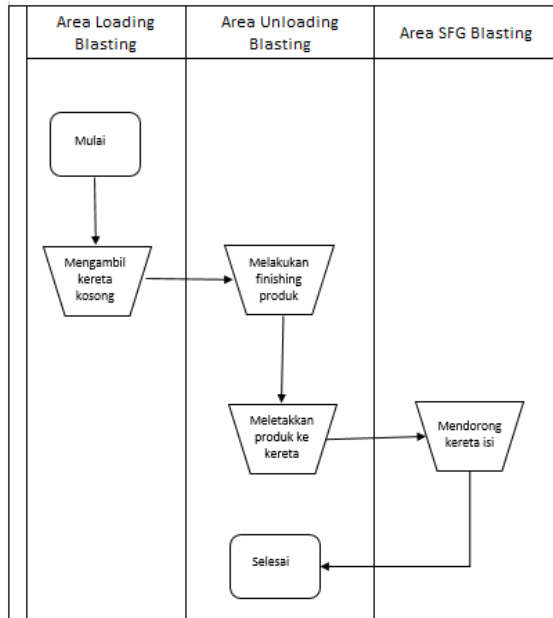 Area Loading
Blasting
Area Unloading
Blasting
Area SFG Blasting
Mulai
Mengambil
kereta
kosong
Melakukan
finishing
produk
Meletakkan
produk ke
kereta
Mendorong
kereta isi
Selesai